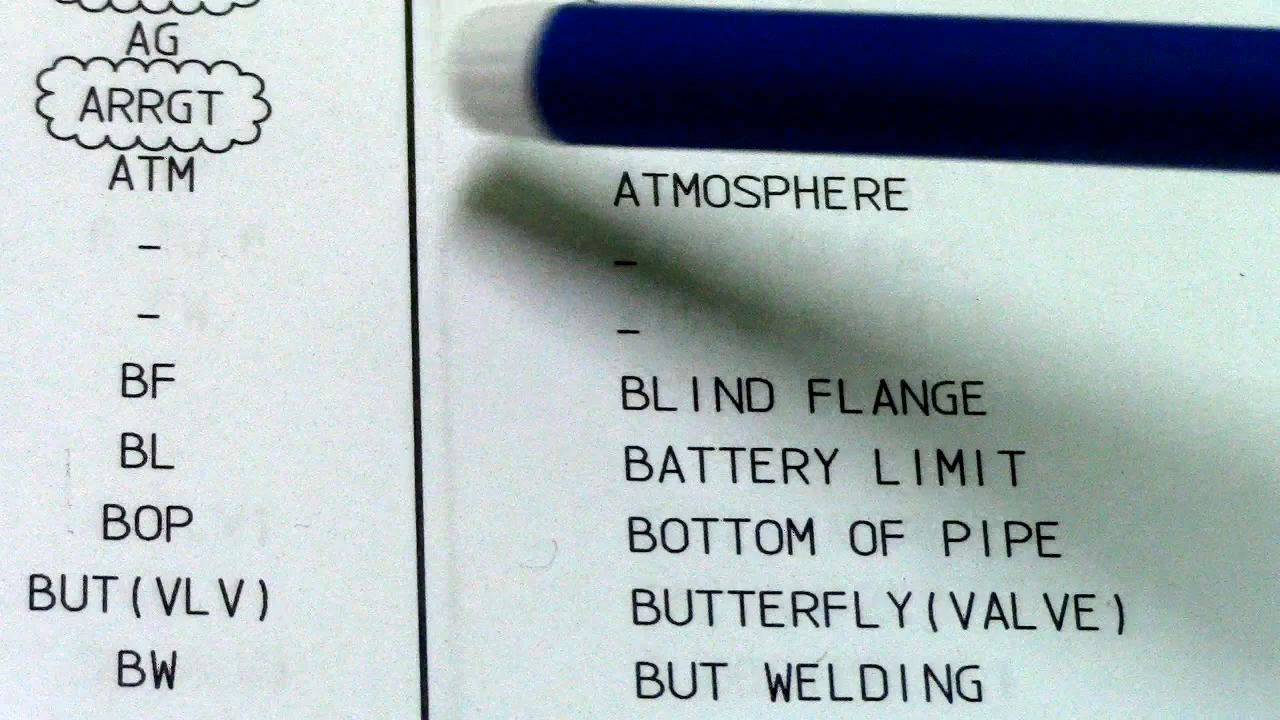 AG
ARRGT
ATM ATMOSPHERE
- -
- -
BF BLIND FLANGE
BL BATTERY LIMIT
BOP BOTTOM OF PIPE
BUT(VLV) BUTTERFLY(VALVE)
BW BUT WELDING